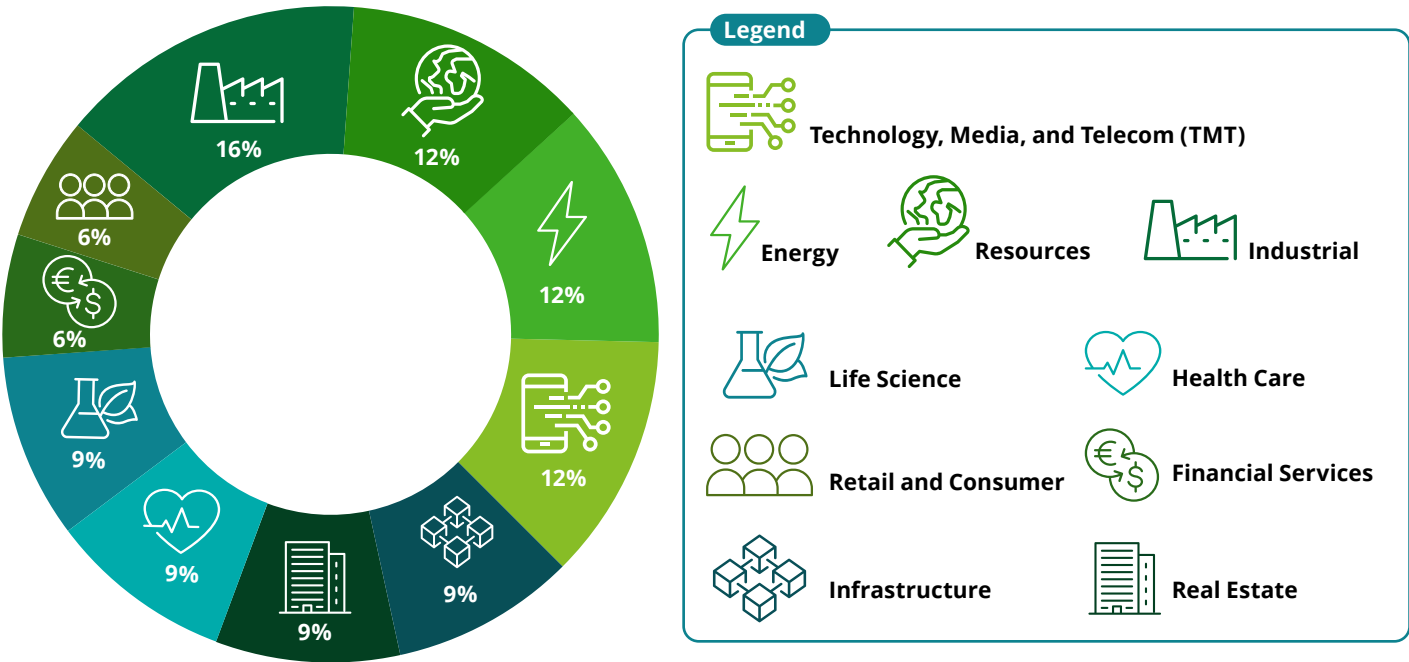 16%
12%
12%
12%
9%
9%
9%
9%
6%
6%
Legend
Technology, Media, and Telecom (TMT)
Energy
Resources
Industrial
Life Science
Health Care
Retail and Consumer
Financial Services
Infrastructure
Real Estate